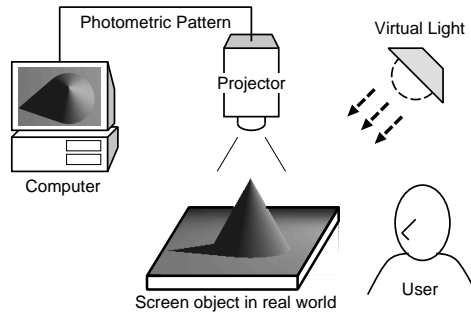 Photometric Pattern
Virtual Light
Projector
Computer
Screen object in real world
User